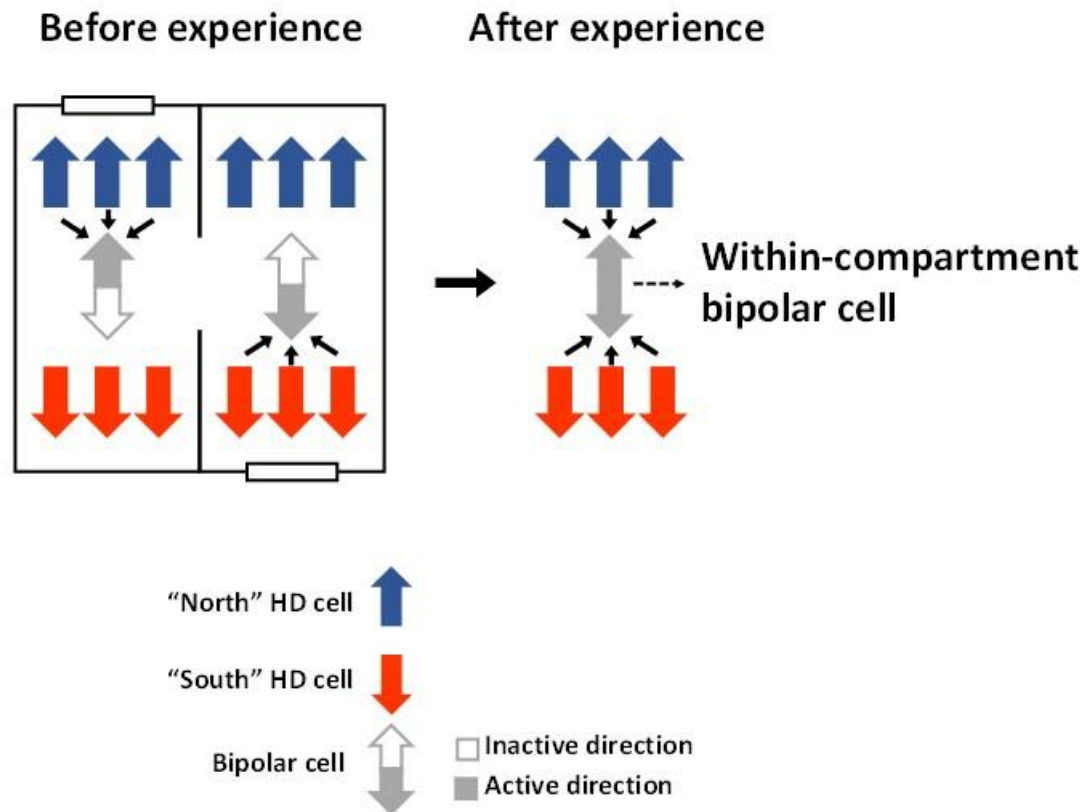 Before experience
After experience
Within-compartment
bipolar cell
“North” HD cell
“South” HD cell
Bipolar cell
Inactive direction
Active direction